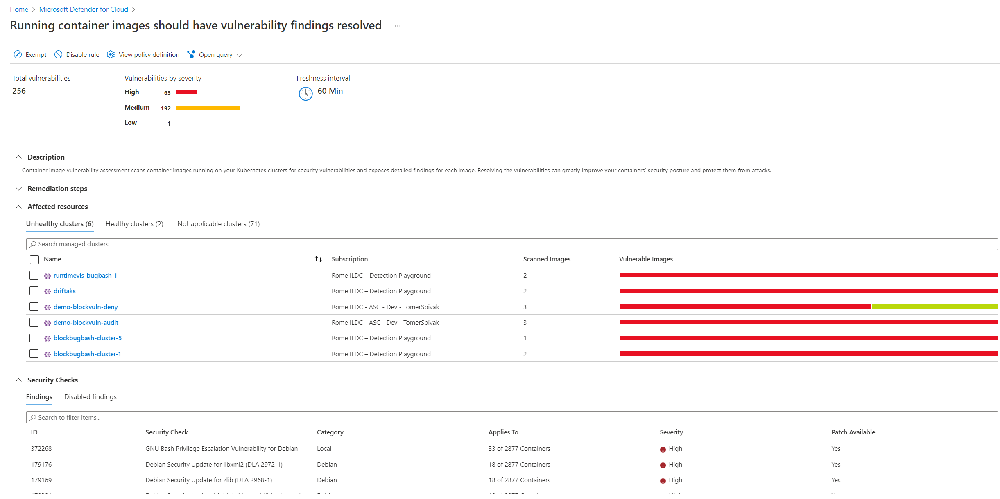 Home > Microsoft Defender for Cloud >
Running container images should have vulnerability findings resolved ...
Exempt Disable rule View policy definition Open query
Total vulnerabilities
256
Vulnerabilities by severity
High 63
Medium 192
Low 1
Freshness interval
60 Min
Description
Container image vulnerability assessment scans container images running on your Kubernetes clusters for security vulnerabilities and exposes detailed findings for each image. Resolving the vulnerabilities can greatly improve your containers' security posture and protect them from attacks.
Remediation steps
Affected resources
Unhealthy clusters (6) Healthy clusters (2) Not applicable clusters (71)
Search managed clusters
Name Subscription Scanned Images Vulnerable Images
runtimevis-bugbash-1 Rome ILDC – Detection Playground 2
driftaks Rome ILDC – Detection Playground 2
demo-blockvuln-deny Rome ILDC - ASC - Dev - TomerSpivak 3
demo-blockvuln-audit Rome ILDC - ASC - Dev - TomerSpivak 3
blockbugbash-cluster-5 Rome ILDC – Detection Playground 1
blockbugbash-cluster-1 Rome ILDC – Detection Playground 2
Security Checks
Findings Disabled findings
Search to filter items...
ID Security Check Category Applies To Severity Patch Available
372268 GNU Bash Privilege Escalation Vulnerability for Debian Local 33 of 2877 Containers High Yes
179176 Debian Security Update for libxml2 (DLA 2972-1) Debian 18 of 2877 Containers High Yes
179169 Debian Security Update for zlib (DLA 2968-1) Debian 18 of 2877 Containers High Yes